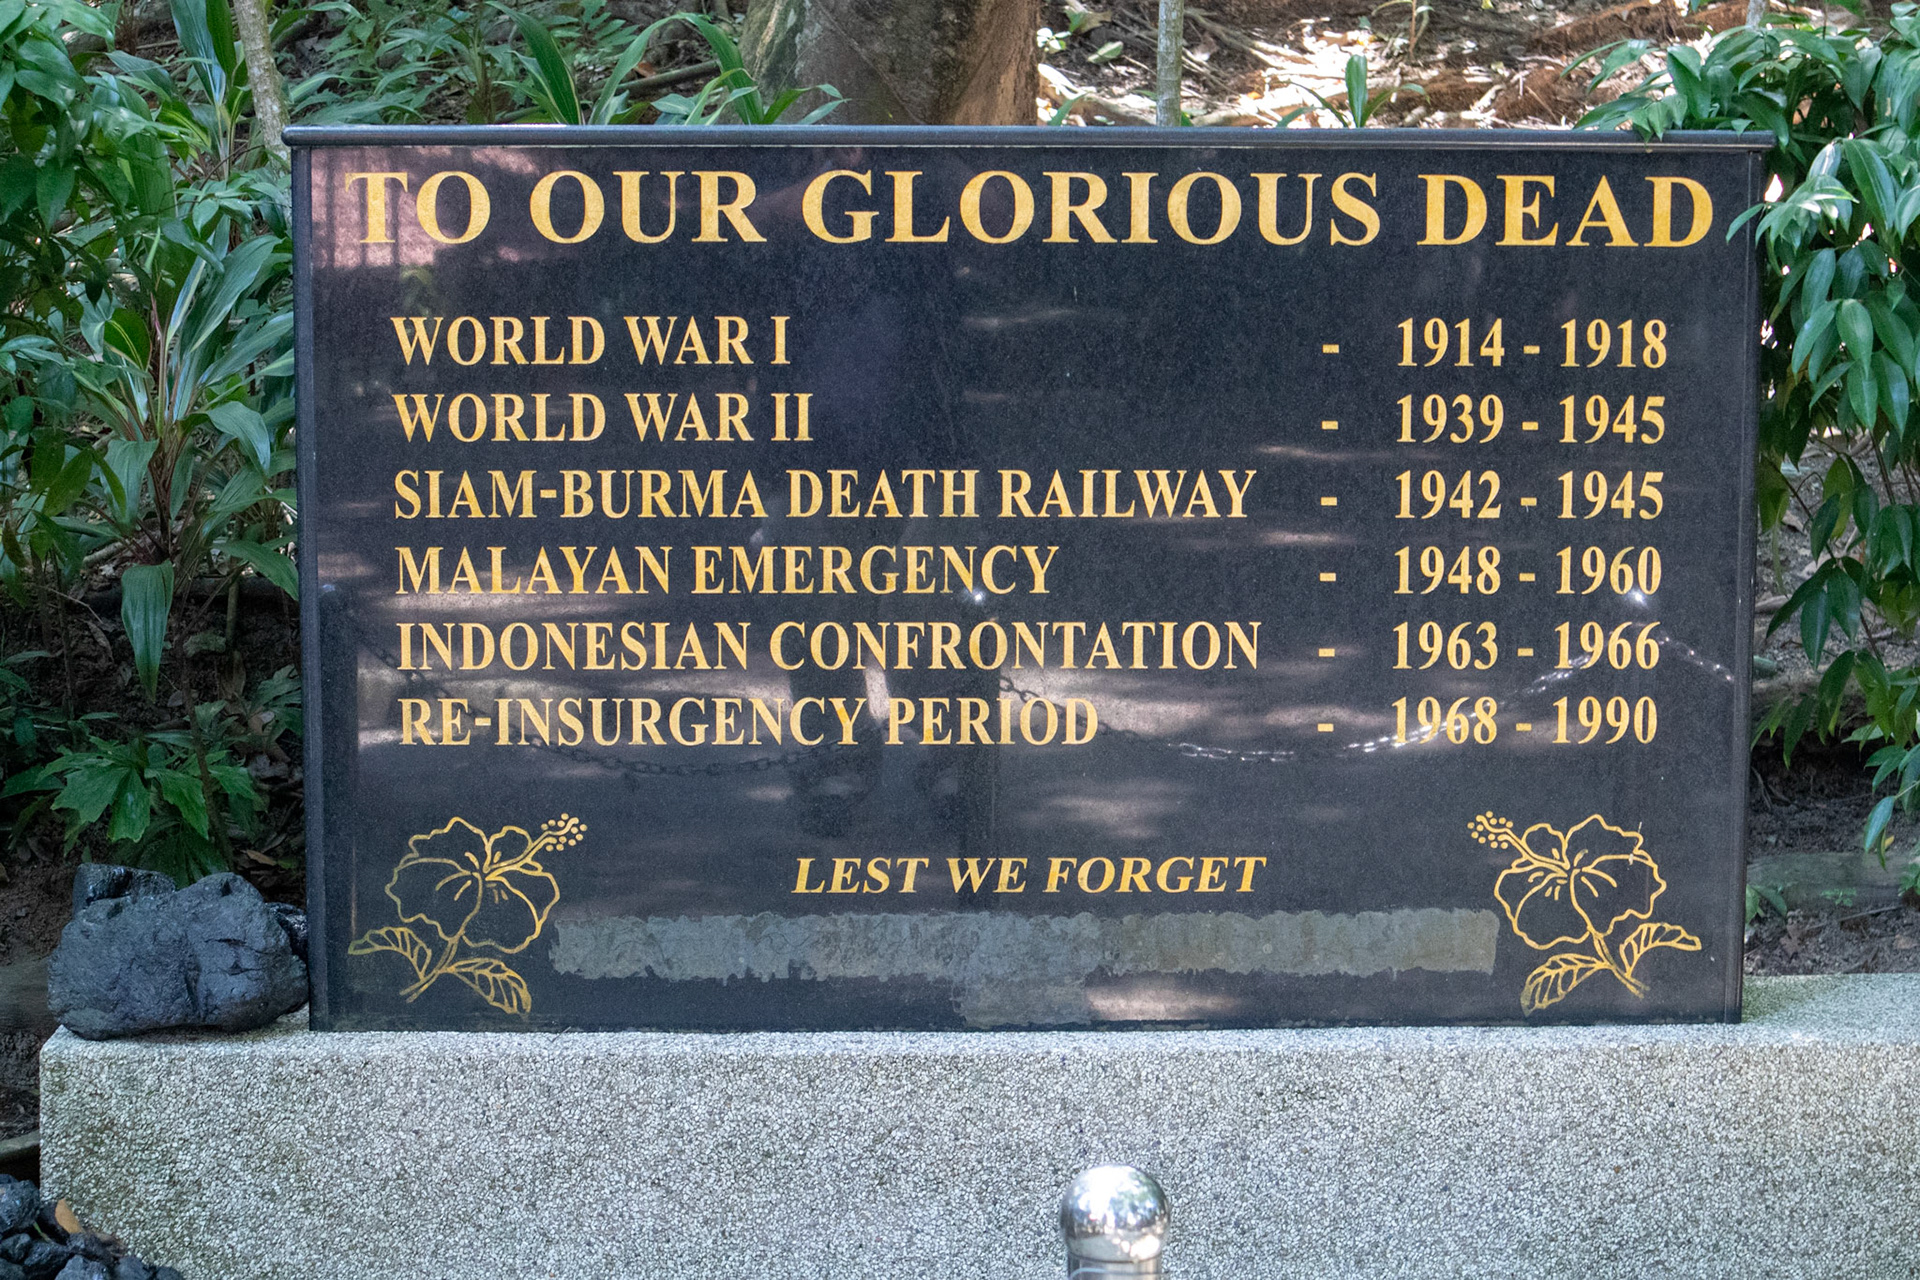 TO OUR GLORIOUS DEAD
WORLD WAR I - 1914 - 1918
WORLD WAR II - 1939 - 1945
SIAM-BURMA DEATH RAILWAY - 1942 - 1945
MALAYAN EMERGENCY - 1948 - 1960
INDONESIAN CONFRONTATION - 1963 - 1966
RE-INSURGENCY PERIOD - 1968 - 1990
LEST WE FORGET